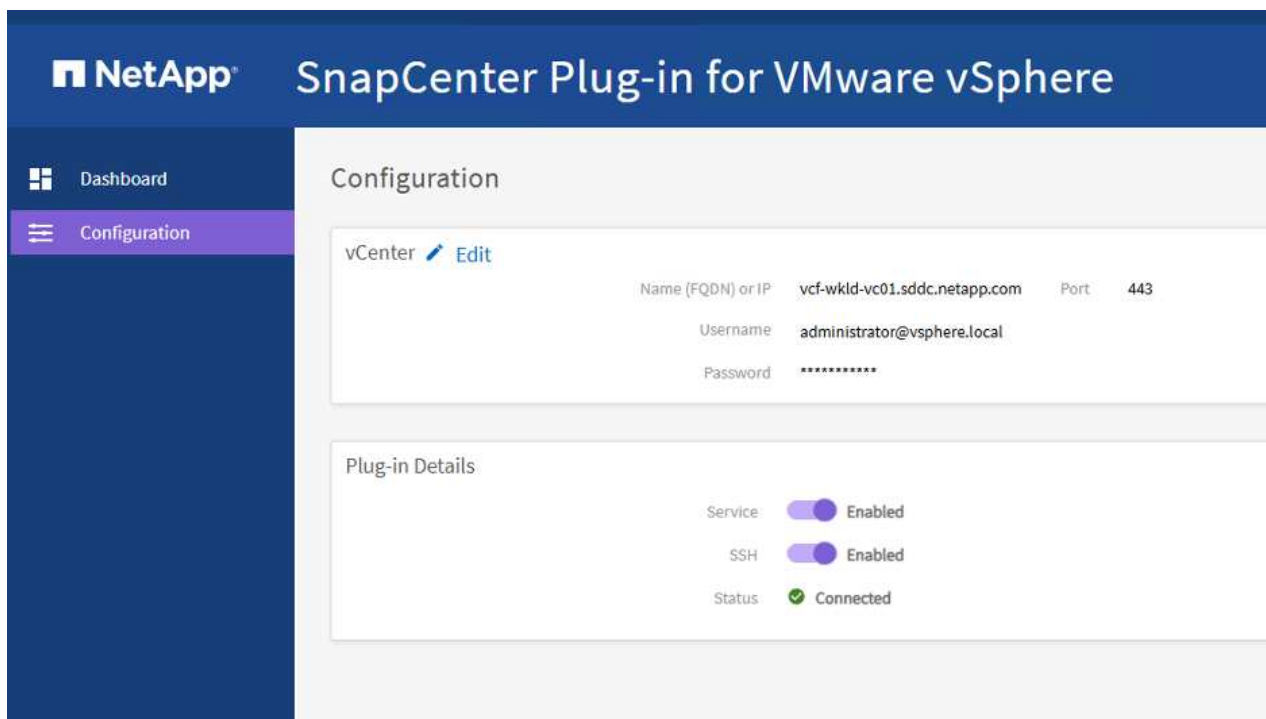 NetApp SnapCenter Plug-in for VMware vSphere
Dashboard
Configuration
Configuration
vCenter Edit
Name (FQDN) or IP vcf-wkld-vc01.sddc.netapp.com Port 443
Username administrator@vsphere.local
Password ***********
Plug-in Details
Service Enabled
SSH Enabled
Status Connected